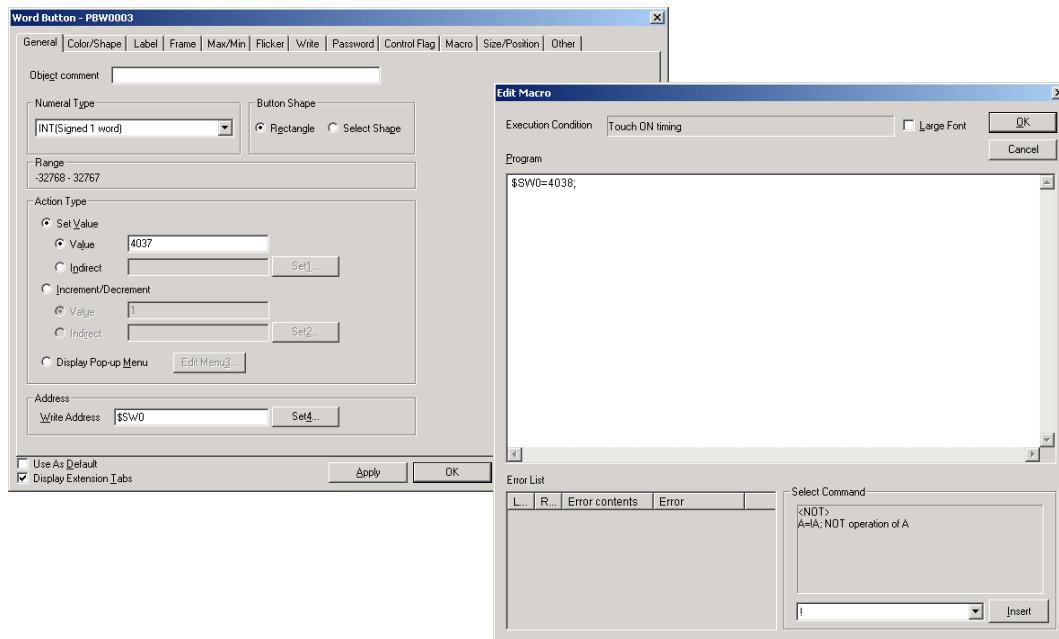 Word Button - PBW0003
General Color/Shape Label Frame Max/Min Flicker Write Password Control Flag Macro Size/Position Other
Object comment
Numeral Type
INT(Signed 1 word)
Button Shape
Rectangle Select Shape
Range
-32768 - 32767
Action Type
Set Value
Value 4037
Indirect Set1...
Increment/Decrement
Value 1
Indirect Set2...
Display Pop-up Menu Edit Menu3...
Address
Write Address $SW0 Set4...
Use As Default
Display Extension Tabs
Apply OK
Edit Macro
Execution Condition Touch ON timing Large Font OK
Cancel
Program
$SW0=4038;
Error List
L... R... Error contents Error
Select Command
<NOT>
A=!A; NOT operation of A
! Insert